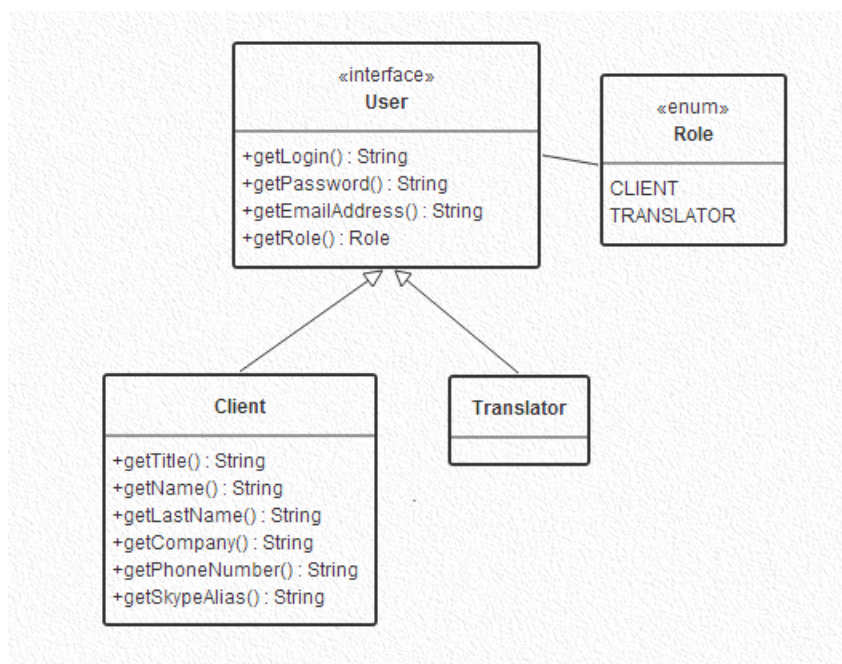 «interface»
User
+getLogin() : String
+getPassword() : String
+getEmailAddress() : String
+getRole() : Role
«enum»
Role
CLIENT
TRANSLATOR
Client
+getTitle() : String
+getName() : String
+getLastName() : String
+getCompany() : String
+getPhoneNumber() : String
+getSkypeAlias() : String
Translator